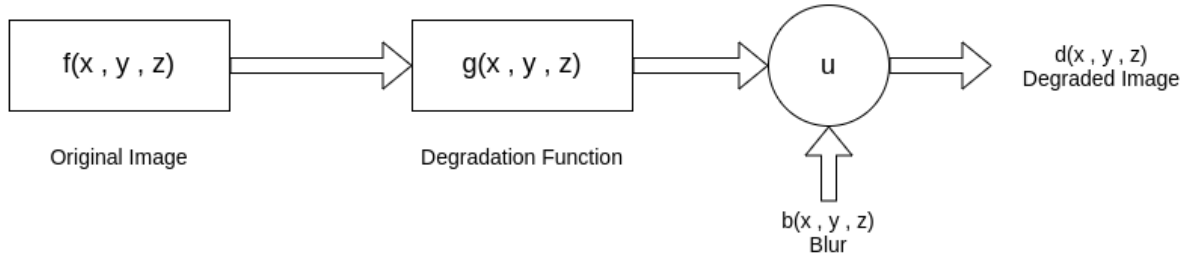 f(x , y , z)
g(x , y , z)
u
d(x , y , z)
Degraded Image
Original Image
Degradation Function
b(x , y , z)
Blur